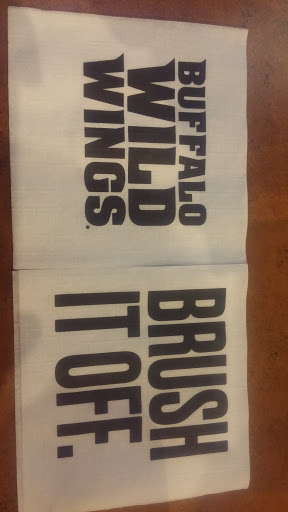 BUFFALO
WILD
WINGS.
BRUSH
IT OFF.